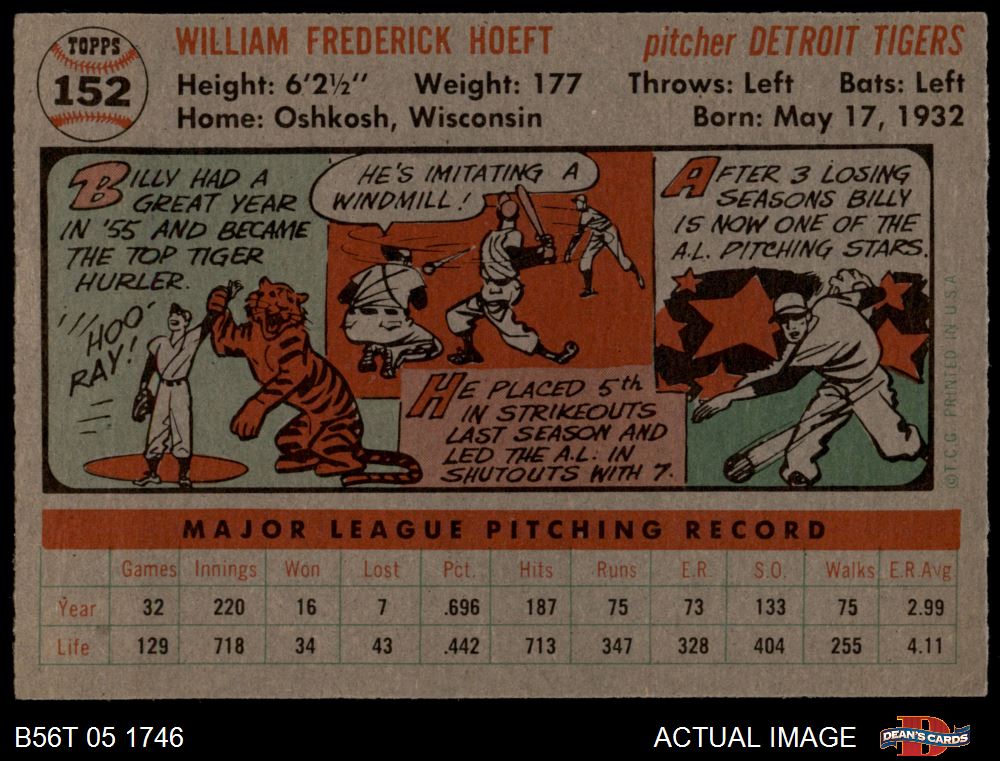 TOPPS
152
WILLIAM FREDERICK HOEFT
pitcher DETROIT TIGERS
Height: 6'2½" Weight: 177 Throws: Left Bats: Left
Home: Oshkosh, Wisconsin Born: May 17, 1932
BILLY HAD A
GREAT YEAR
IN '55 AND BECAME
THE TOP TIGER
HURLER.
HOO
RAY!
HE'S IMITATING A
WINDMILL!
HE PLACED 5th
IN STRIKEOUTS
LAST SEASON AND
LED THE A.L. IN
SHUTOUTS WITH 7.
AFTER 3 LOSING
SEASONS BILLY
IS NOW ONE OF THE
A.L. PITCHING STARS.
©T.C.G. PRINTED IN U.S.A.
MAJOR LEAGUE PITCHING RECORD
Games Innings Won Lost Pct. Hits Runs E.R. S.O. Walks E.R.Avg
Year 32 220 16 7 .696 187 75 73 133 75 2.99
Life 129 718 34 43 .442 713 347 328 404 255 4.11
B56T 05 1746
ACTUAL IMAGE
D
DEAN'S CARDS